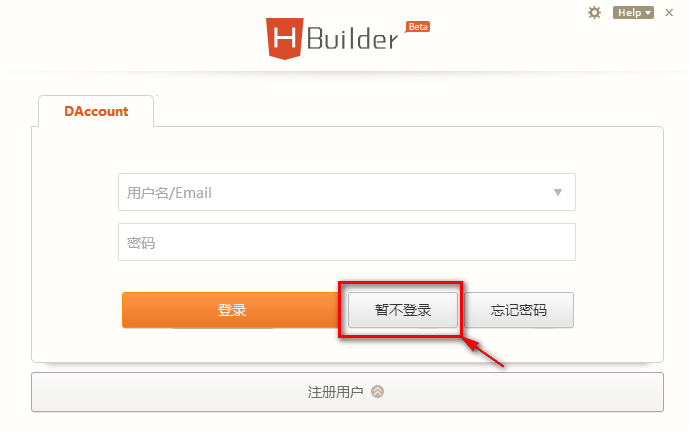 Help
HBuilder Beta
DAccount
用户名/Email
密码
登录 暂不登录 忘记密码
注册用户